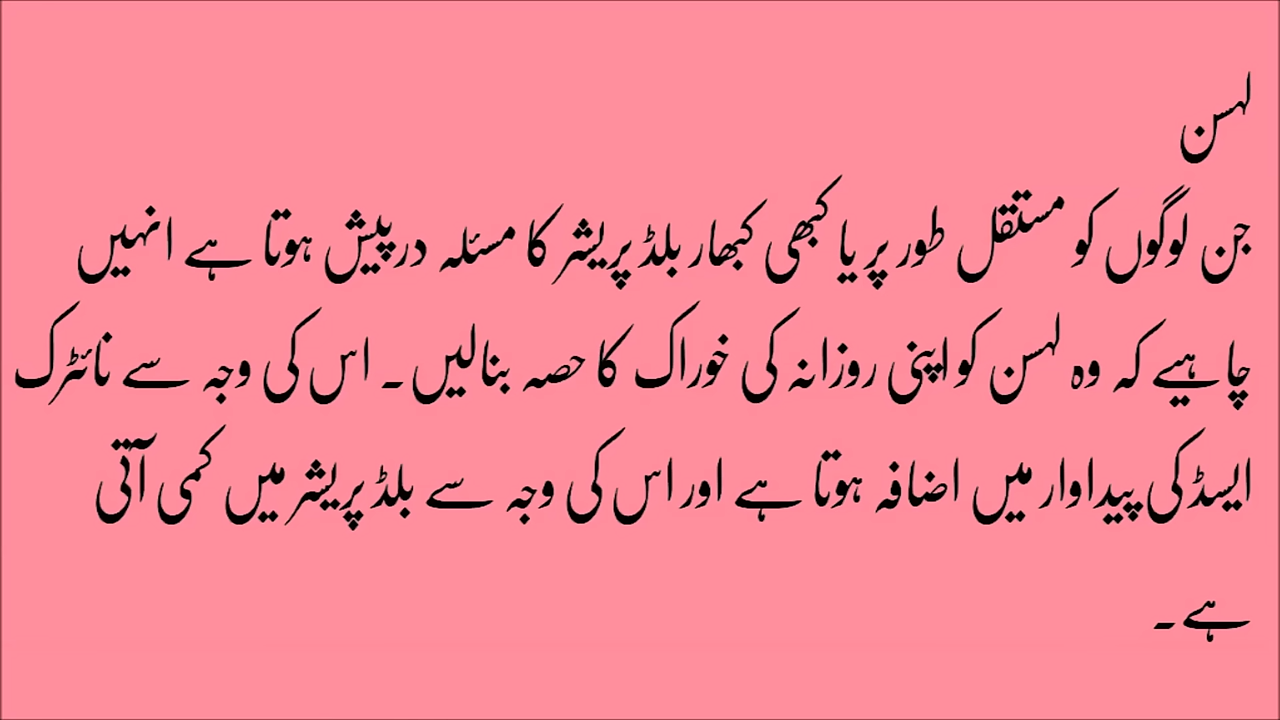 لہسن
جن لوگوں کو مستقل طور پر یا کبھی کبھار بلڈ پریشر کا مسئلہ درپیش ہوتا ہے انہیں
چاہیے کہ وہ لہسن کو اپنی روزانہ کی خوراک کا حصہ بنالیں۔ اس کی وجہ سے نائٹرک
ایسڈ کی پیداوار میں اضافہ ہوتا ہے اور اس کی وجہ سے بلڈ پریشر میں کمی آتی
ہے۔